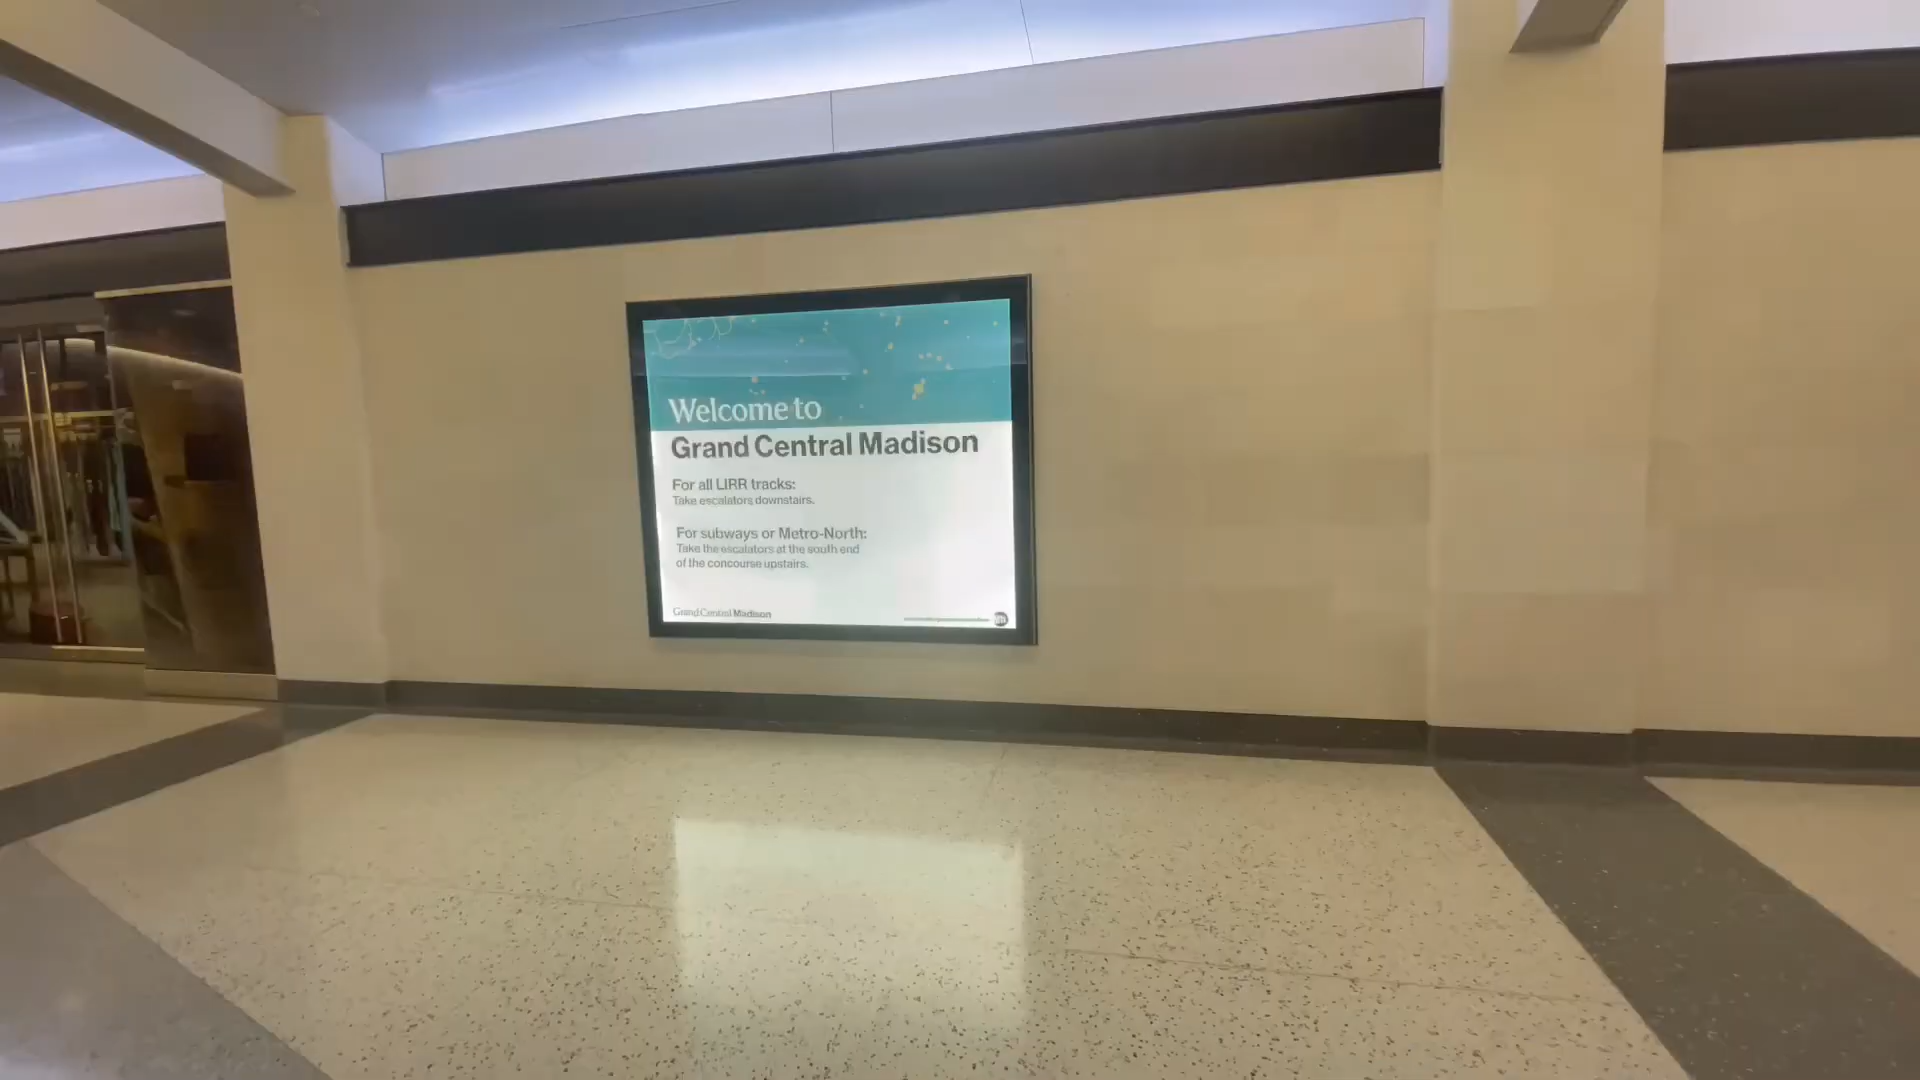 Welcome to
Grand Central Madison
For all LIRR tracks:
Take escalators downstairs.
For subways or Metro-North:
Take the escalators at the south end
of the concourse upstairs.
Grand Central Madison